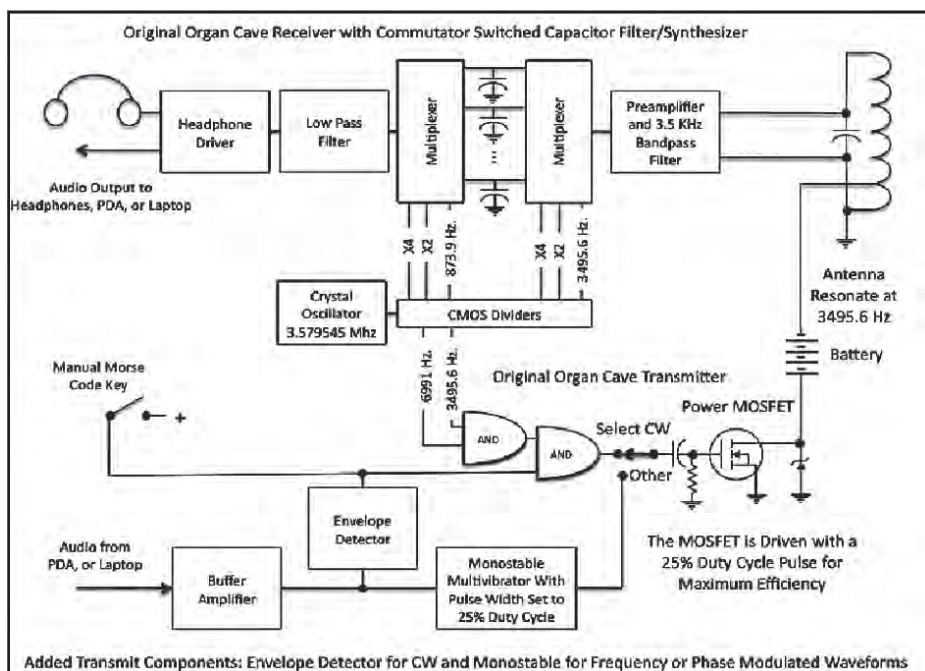 Original Organ Cave Receiver with Commutator Switched Capacitor Filter/Synthesizer
Headphone
Driver
Low Pass
Filter
Multiplexer
...
Multiplexer
Preamplifier
and 3.5 KHz
Bandpass
Filter
Audio Output to
Headphones, PDA, or Laptop
X4
X2
873.9 Hz.
X4
X2
3495.6 Hz.
Crystal
Oscillator
3.579545 Mhz
CMOS Dividers
Antenna
Resonate at
3495.6 Hz
Battery
6991 Hz.
3495.6 Hz.
Manual Morse
Code Key
+
Original Organ Cave Transmitter
Power MOSFET
AND
AND
Select CW
Other
Envelope
Detector
Audio from
PDA, or Laptop
Buffer
Amplifier
Monostable
Multivibrator With
Pulse Width Set to
25% Duty Cycle
The MOSFET is Driven with a
25% Duty Cycle Pulse for
Maximum Efficiency
Added Transmit Components: Envelope Detector for CW and Monostable for Frequency or Phase Modulated Waveforms